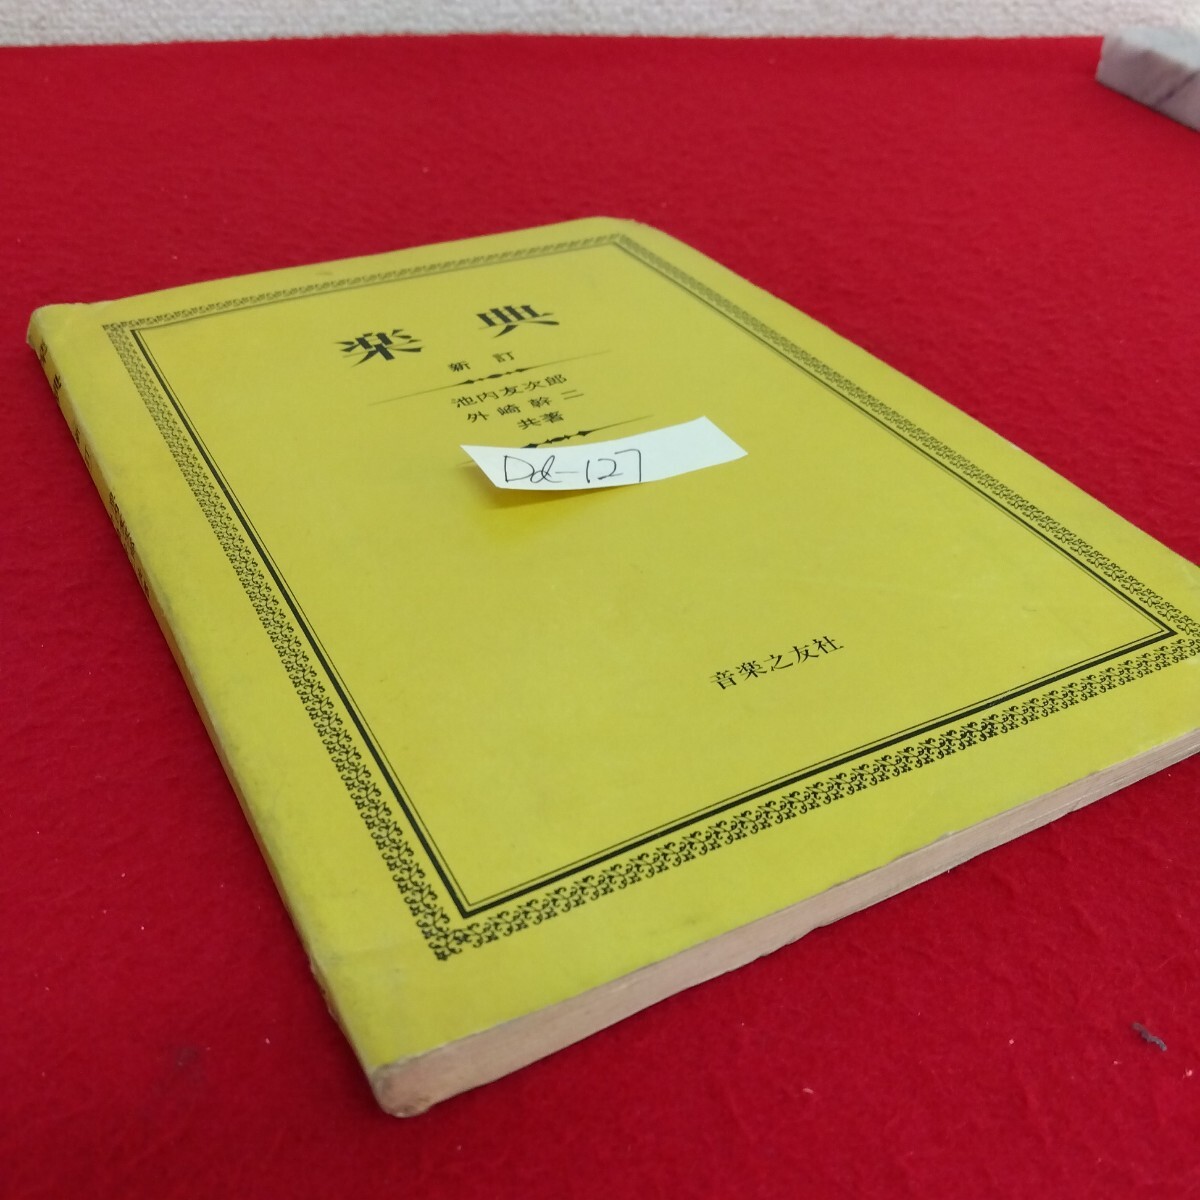 楽典
新訂
池内友次郎
外崎幹二
共著
Dd-127
音楽之友社